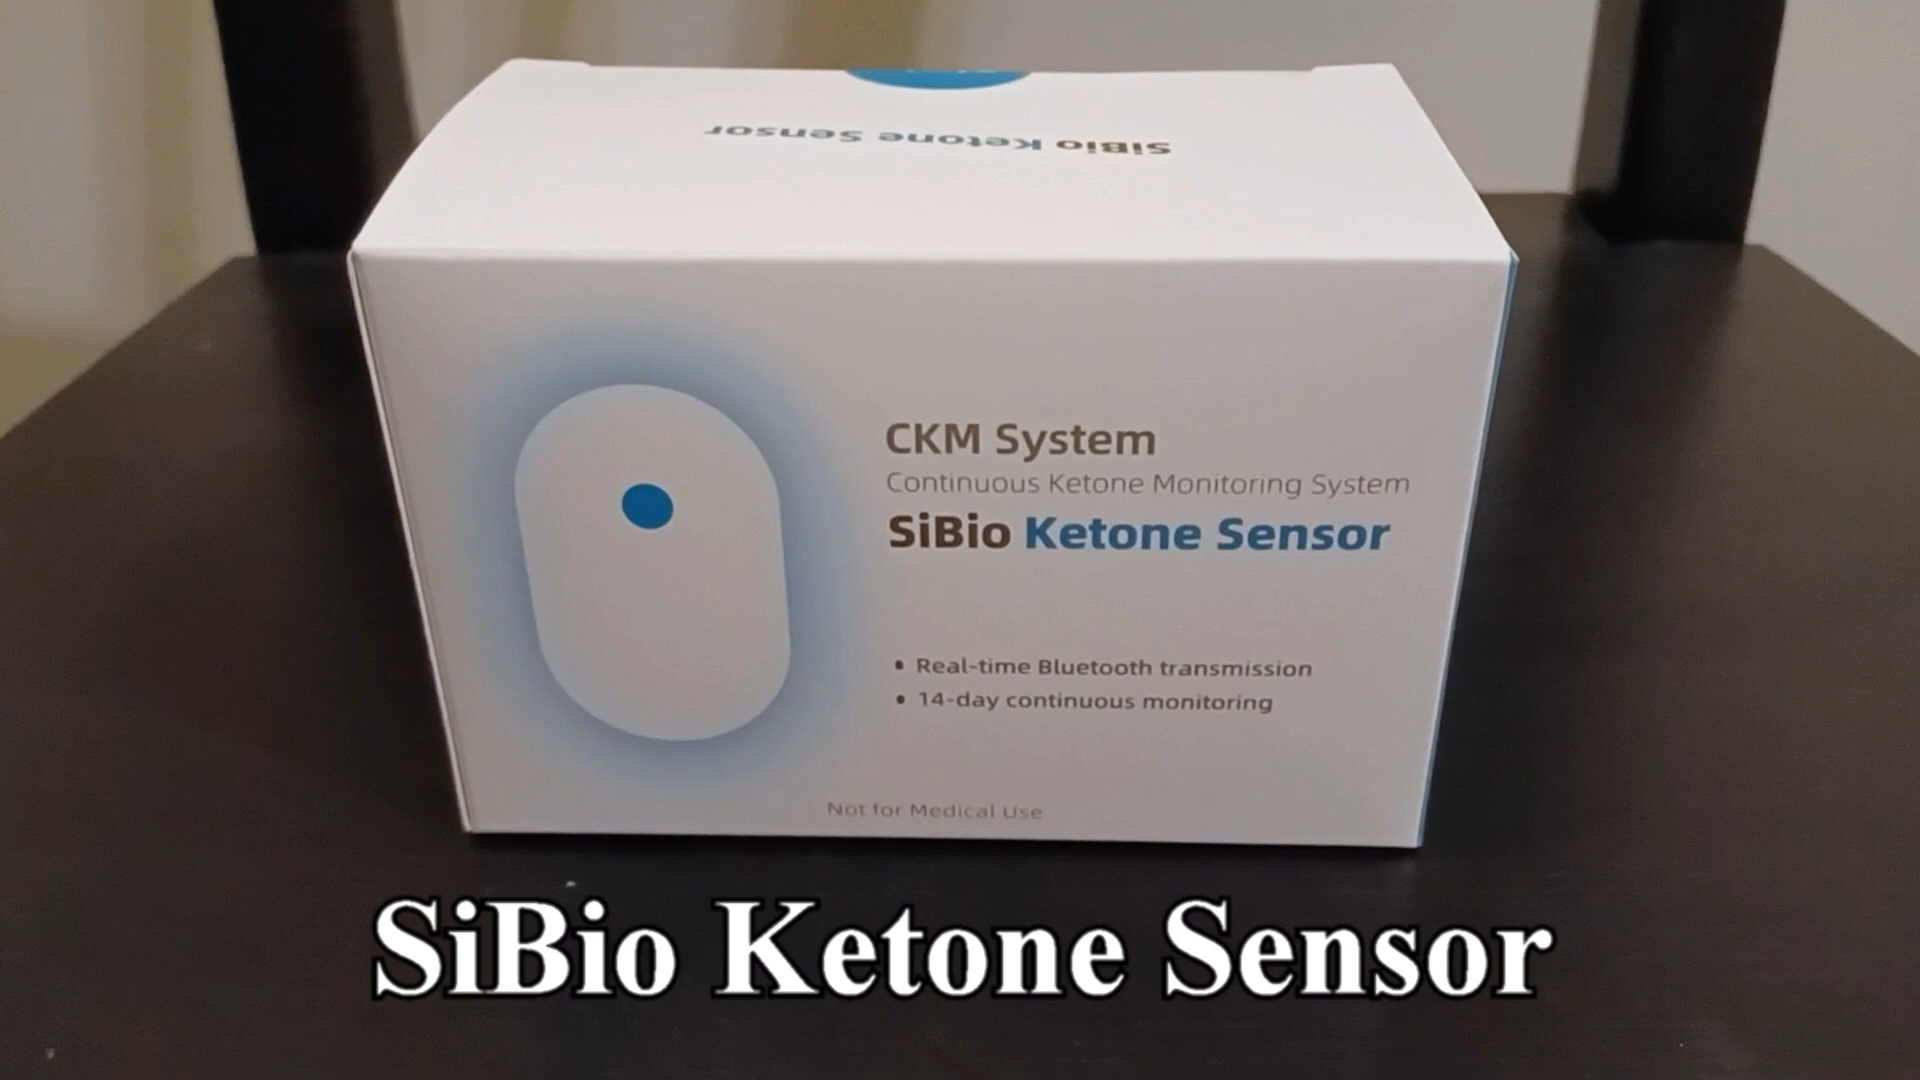 SiBio Ketone Sensor
CKM System
Continuous Ketone Monitoring System
SiBio Ketone Sensor
• Real-time Bluetooth transmission
• 14-day continuous monitoring
Not for Medical Use
SiBio Ketone Sensor